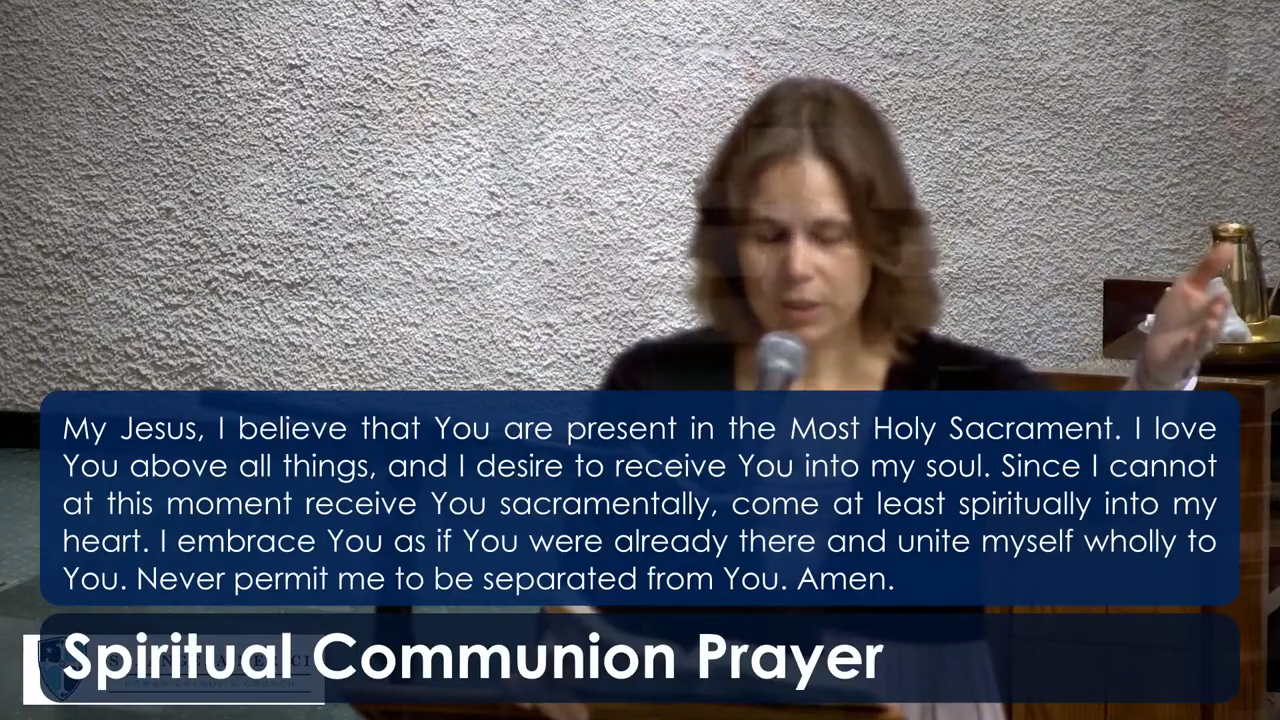 My Jesus, I believe that You are present in the Most Holy Sacrament. I love
You above all things, and I desire to receive You into my soul. Since I cannot
at this moment receive You sacramentally, come at least spiritually into my
heart. I embrace You as if You were already there and unite myself wholly to
You. Never permit me to be separated from You. Amen.
Spiritual Communion Prayer